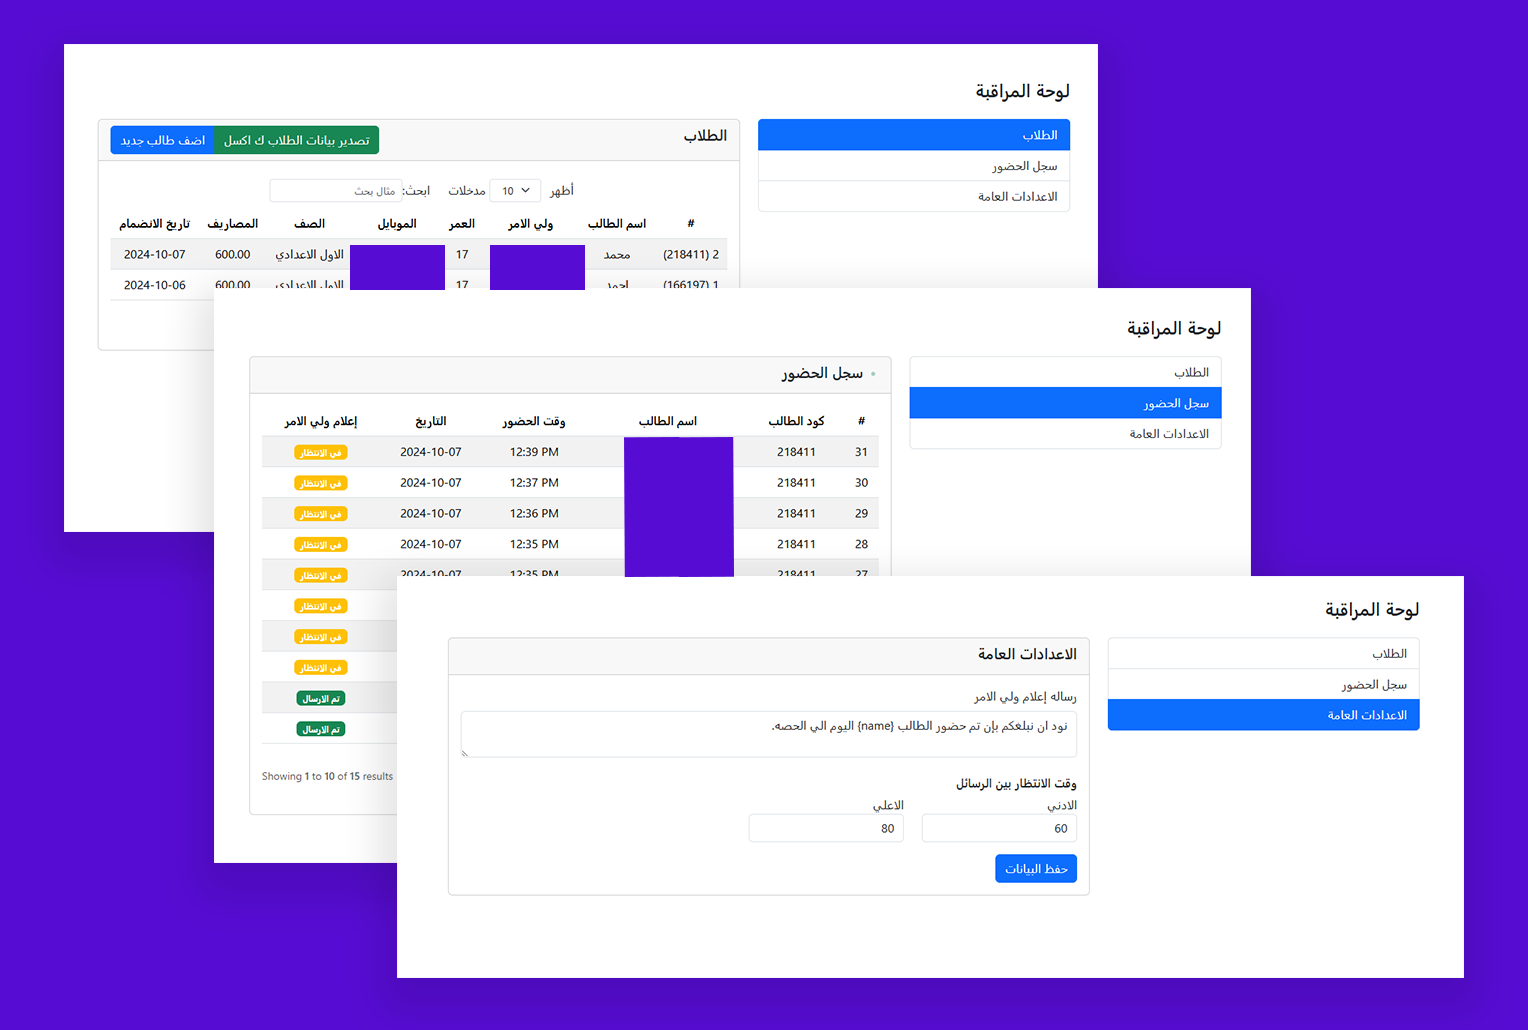 لوحة المراقبة
الطلاب
سجل الحضور
الاعدادات العامة
الطلاب
تصدير بيانات الطلاب ك اكسل
اضف طالب جديد
أظهر 10 مدخلات ابحث: مثال بحث
# اسم الطالب ولي الامر العمر الموبايل الصف المصاريف تاريخ الانضمام
2 (218411) محمد 17 الاول الاعدادي 600.00 2024-10-07
1 (166197) احمد 17 الاول الاعدادي 600.00 2024-10-06
لوحة المراقبة
الطلاب
سجل الحضور
الاعدادات العامة
سجل الحضور
# كود الطالب اسم الطالب وقت الحضور التاريخ إعلام ولي الامر
31 218411 12:39 PM 2024-10-07 في الانتظار
30 218411 12:37 PM 2024-10-07 في الانتظار
29 218411 12:36 PM 2024-10-07 في الانتظار
28 218411 12:35 PM 2024-10-07 في الانتظار
27 218411 12:35 PM 2024-10-07 في الانتظار
في الانتظار
في الانتظار
في الانتظار
تم الارسال
تم الارسال
Showing 1 to 10 of 15 results
لوحة المراقبة
الطلاب
سجل الحضور
الاعدادات العامة
الاعدادات العامة
رساله إعلام ولي الامر
نود ان نبلغكم بإن تم حضور الطالب {name} اليوم الي الحصه.
وقت الانتظار بين الرسائل
الادني الاعلي
60 80
حفظ البيانات